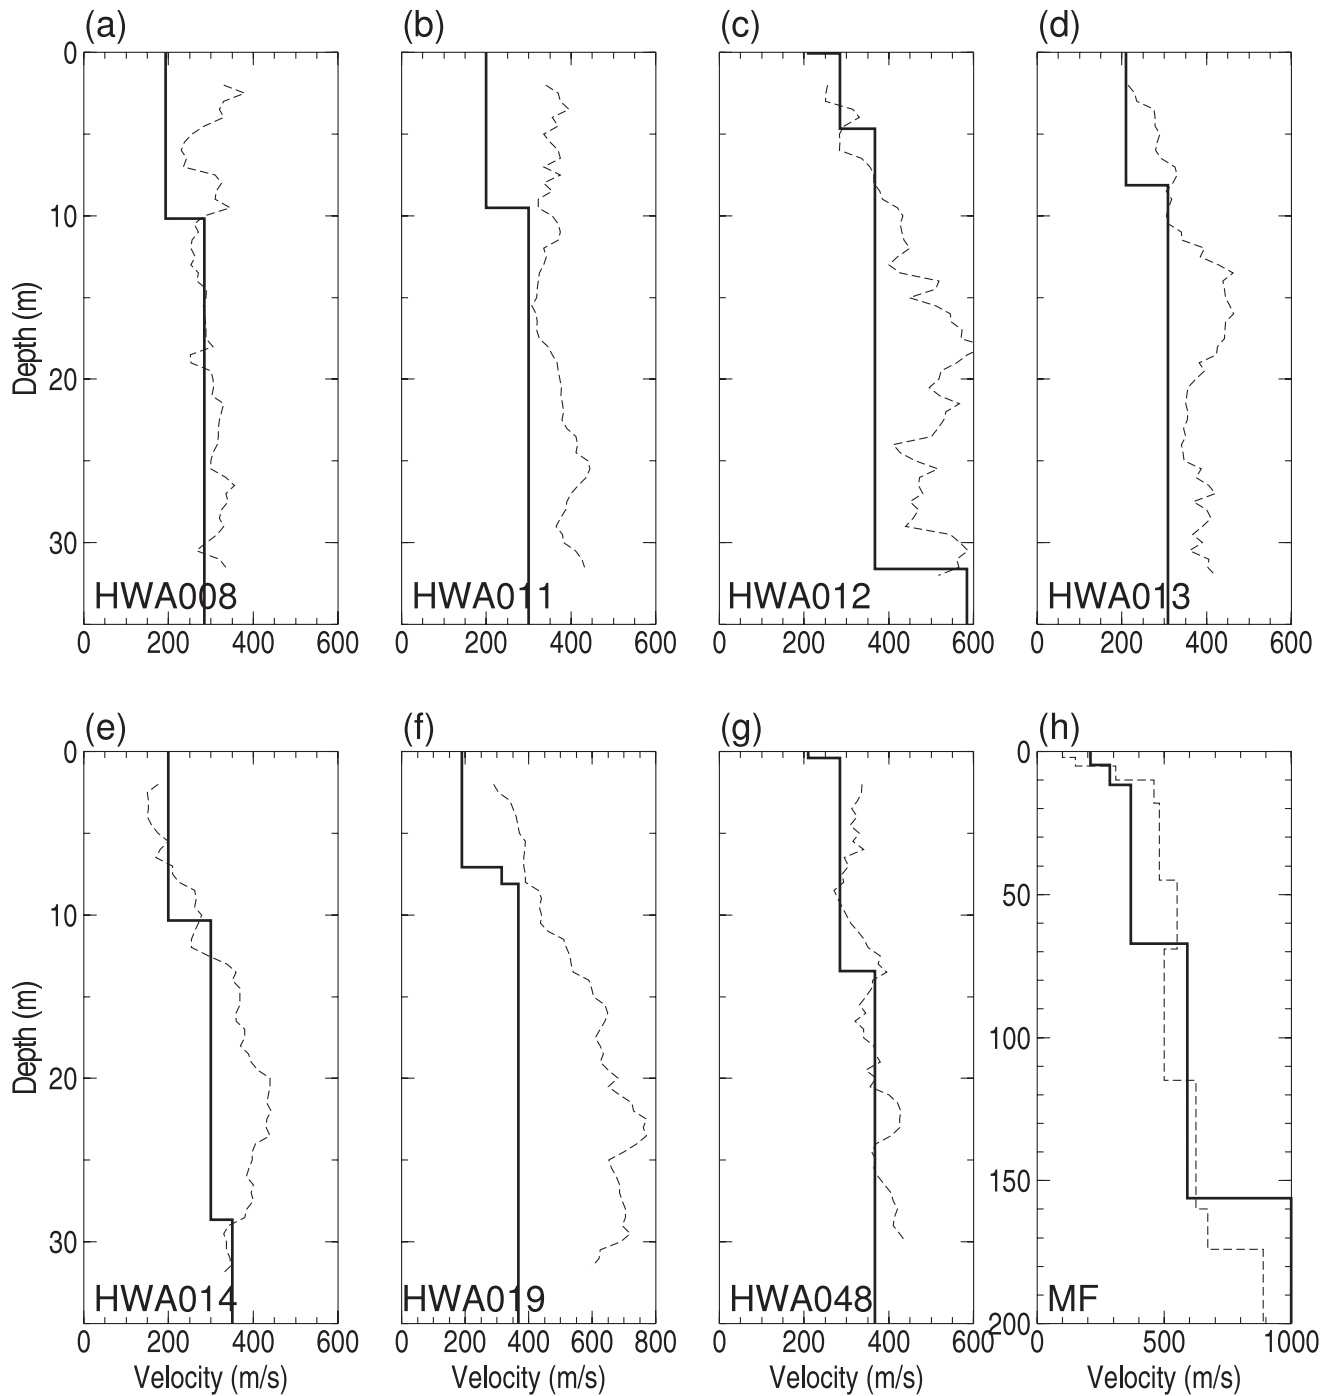 (a) (b) (c) (d)
0
10
20
30
Depth (m)
HWA008 HWA011 HWA012 HWA013
0 200 400 600 0 200 400 600 0 200 400 600 0 200 400 600
(e) (f) (g) (h)
0 0
10 50
20 100
30 150
200
Depth (m)
HWA014 HWA019 HWA048 MF
0 200 400 600 0 200 400 600 800 0 200 400 600 0 500 1000
Velocity (m/s) Velocity (m/s) Velocity (m/s) Velocity (m/s)